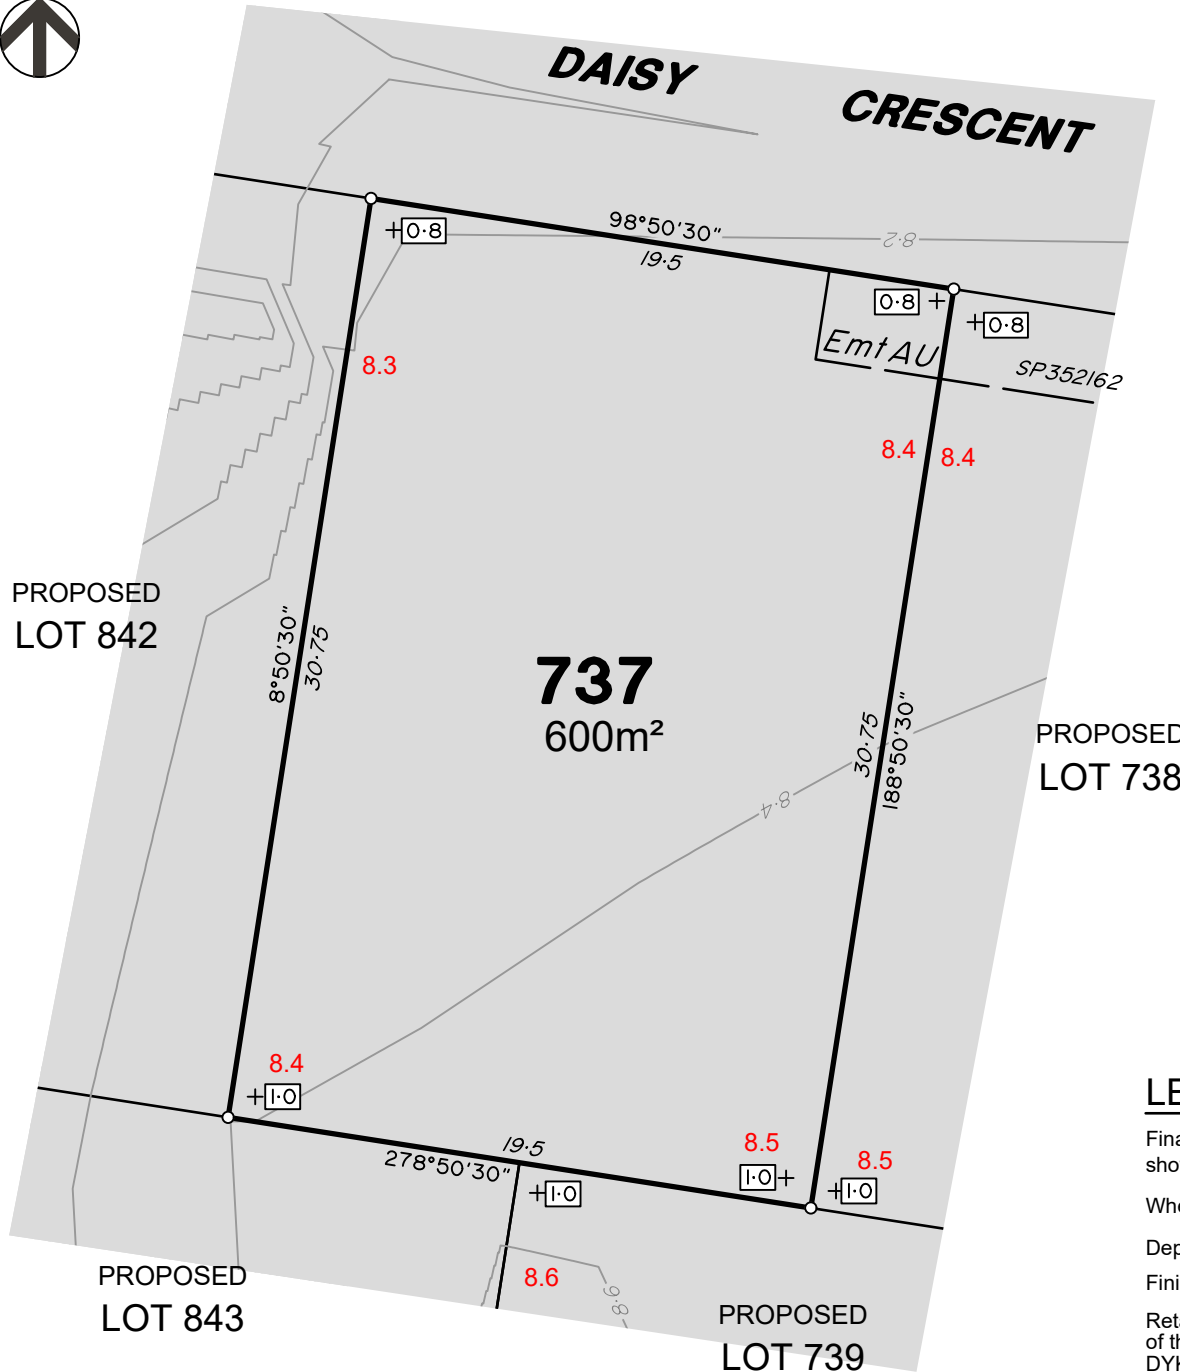 DAISY CRESCENT
98°50'30"
19·5
8·2
0·8
0·8
0·8
Emt AU
SP352162
8.3
8.4
8.4
PROPOSED
LOT 842
8°50'30"
30·75
737
600m²
30·75
188°50'30"
PROPOSED
LOT 738
8·4
8.4
1·0
19·5
278°50'30"
8.5
1·0
8.5
1·0
1·0
8.6
8·6
PROPOSED
LOT 843
PROPOSED
LOT 739